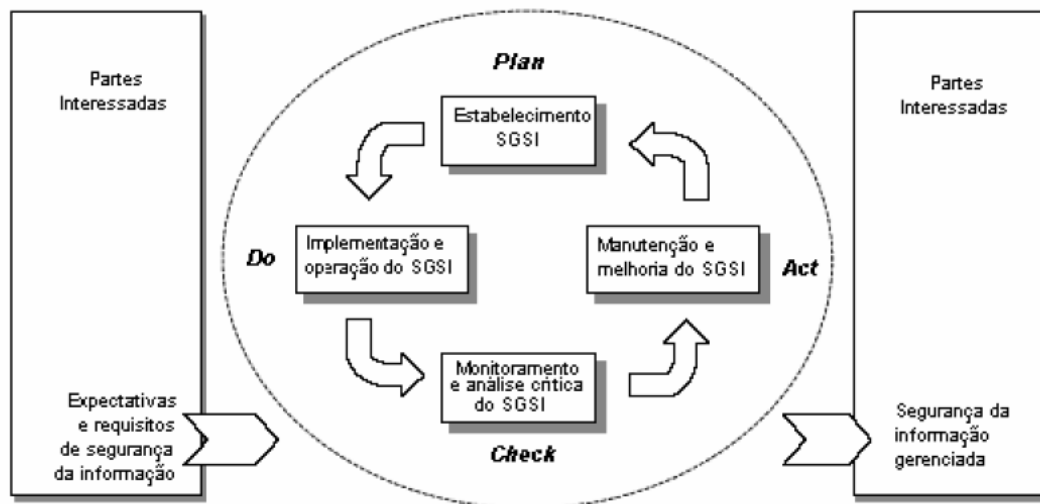 Partes
Interessadas
Expectativas
e requisitos
de segurança
da informação
Plan
Estabelecimento
SGSI
Do
Implementação e
operação do SGSI
Manutenção e
melhoria do SGSI
Act
Monitoramento
e análise crítica
do SGSI
Check
Partes
Interessadas
Segurança da
informação
gerenciada